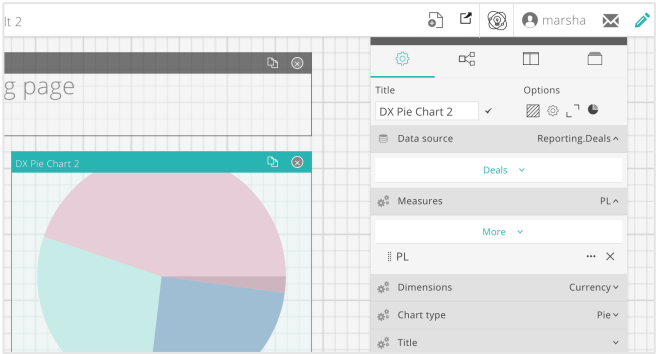 lt 2
marsha
g page
DX Pie Chart 2
Title
Options
DX Pie Chart 2
Data source
Reporting.Deals
Deals
Measures
PL
More
PL
Dimensions
Currency
Chart type
Pie
Title